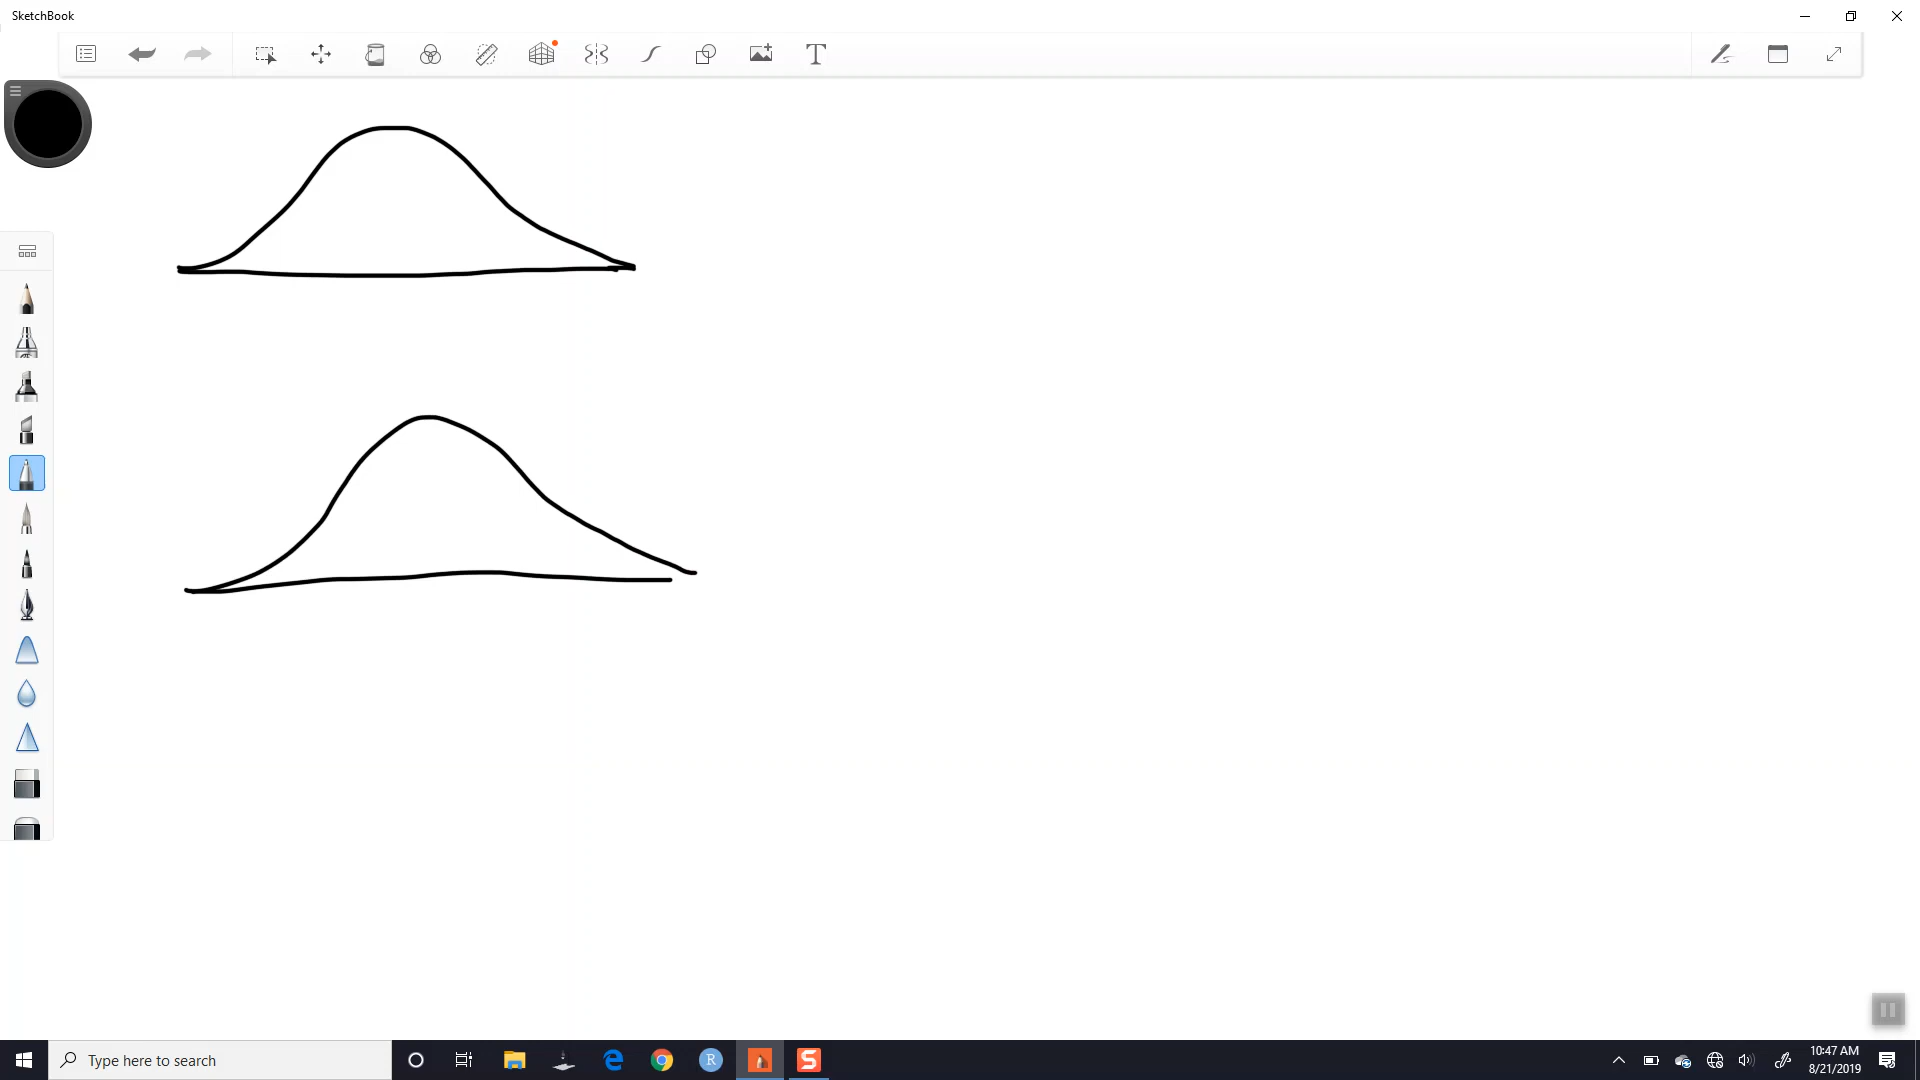 SketchBook
T
Type here to search
R
S
10:47 AM
8/21/2019